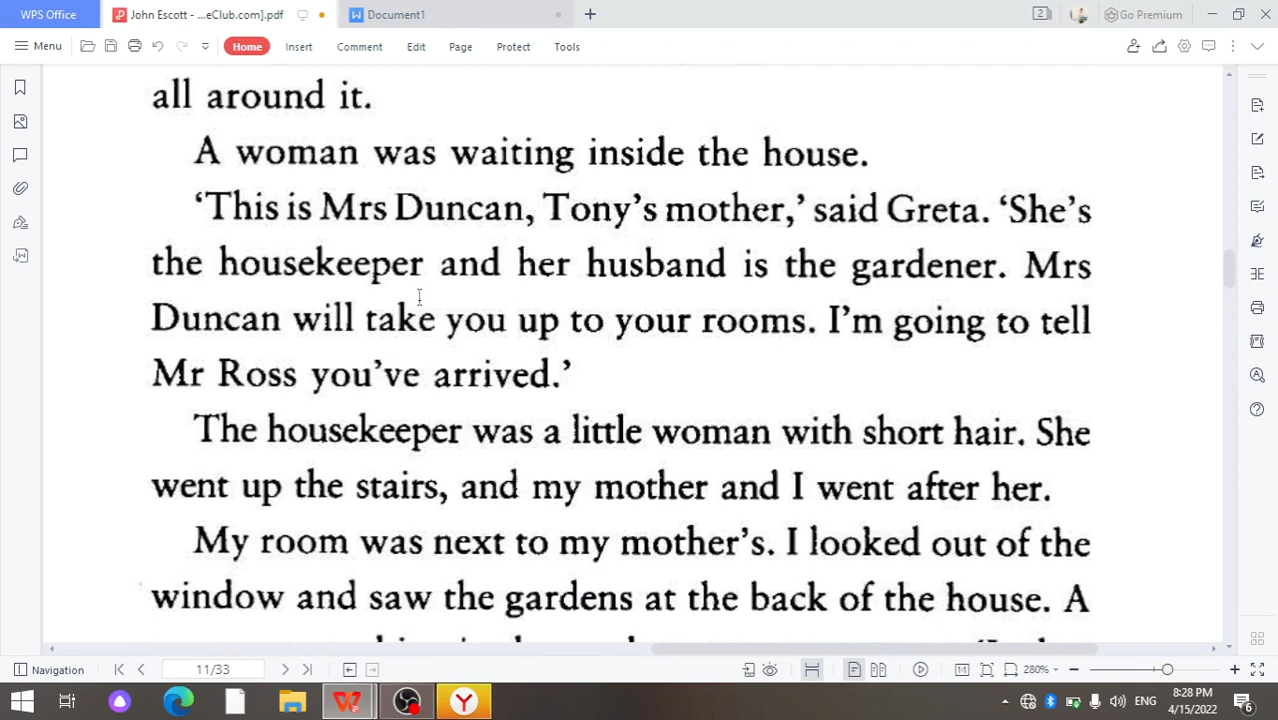 WPS Office
John Escott - ...eClub.com].pdf
Document1
2
Go Premium
Menu
Home
Insert
Comment
Edit
Page
Protect
Tools
all around it.
A woman was waiting inside the house.
‘This is Mrs Duncan, Tony’s mother,’ said Greta. ‘She’s
the housekeeper and her husband is the gardener. Mrs
Duncan will take you up to your rooms. I’m going to tell
Mr Ross you’ve arrived.’
The housekeeper was a little woman with short hair. She
went up the stairs, and my mother and I went after her.
My room was next to my mother’s. I looked out of the
window and saw the gardens at the back of the house. A
Navigation
11/33
280%
ENG
8:28 PM
4/15/2022
6